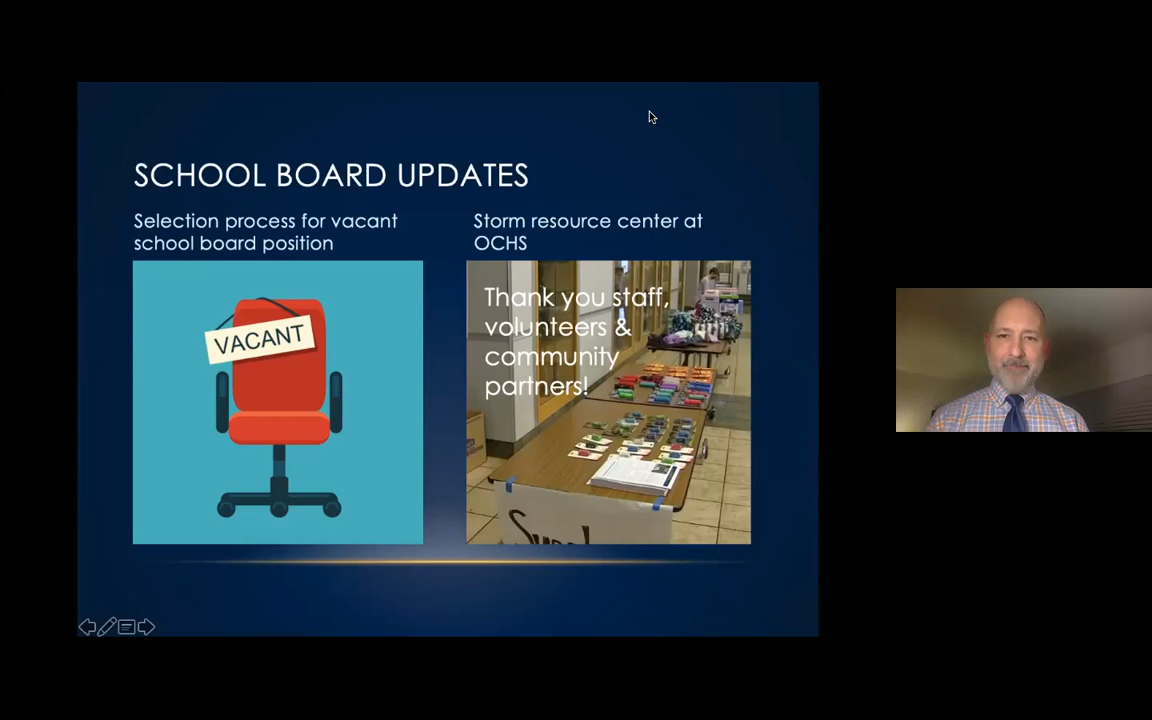 SCHOOL BOARD UPDATES
Selection process for vacant
school board position
Storm resource center at
OCHS
VACANT
Thank you staff,
volunteers &
community
partners!